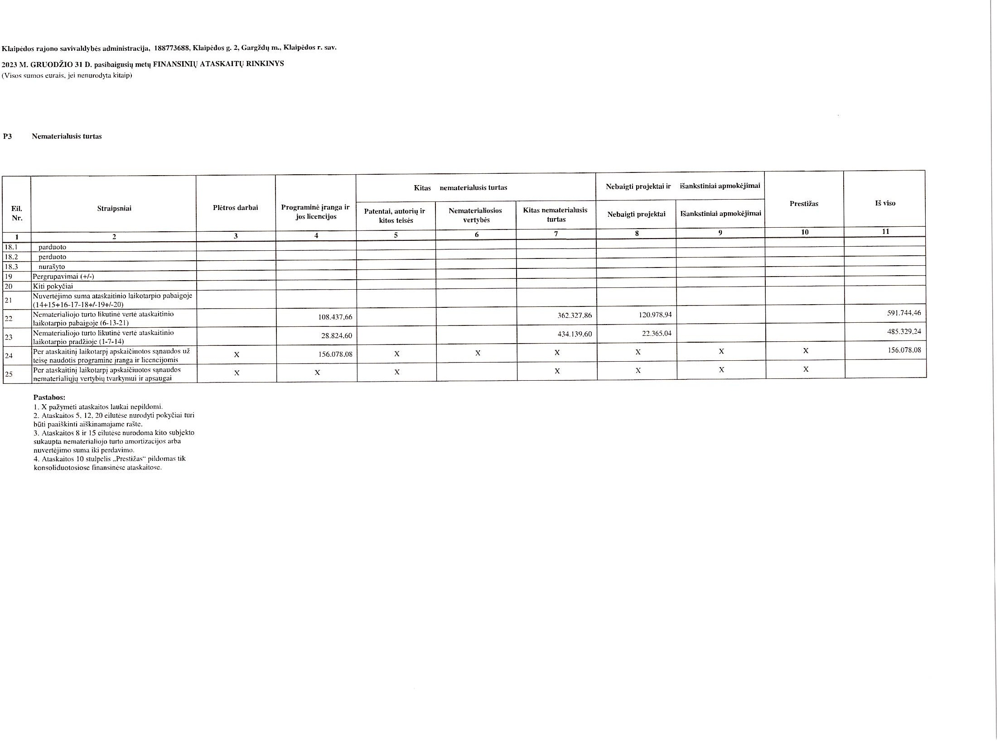 Klaipėdos rajono savivaldybės administracija, 188773688, Klaipėdos g. 2, Gargždų m., Klaipėdos r. sav.
2023 M. GRUODŽIO 31 D. pasibaigusių metų FINANSINIŲ ATASKAITŲ RINKINYS
(Visos sumos eurais, jei nenurodyta kitaip)
P3 Nematerialusis turtas
Eil. Nr. Straipsniai Plėtros darbai Programinė įranga ir jos licencijos Kitas nematerialusis turtas Nebaigti projektai ir išankstiniai apmokėjimai Prestižas Iš viso
Patentai, autorių ir kitos teisės Nematerialiosios vertybės Kitas nematerialusis turtas Nebaigti projektai Išankstiniai apmokėjimai
1 2 3 4 5 6 7 8 9 10 11
18.1 parduoto
18.2 perduoto
18.3 nurašyto
19 Pergrupavimai (+/-)
20 Kiti pokyčiai
21 Nuvertėjimo suma ataskaitinio laikotarpio pabaigoje
(14+15+16-17-18+/-19+/-20)
22 Nematerialiojo turto likutinė vertė ataskaitinio
laikotarpio pabaigoje (6-13-21) 108.437,66 362.327,86 120.978,94 591.744,46
23 Nematerialiojo turto likutinė vertė ataskaitinio
laikotarpio pradžioje (1-7-14) 28.824,60 434.139,60 22.365,04 485.329,24
24 Per ataskaitinį laikotarpį apskaičiuotos sąnaudos už
teisę naudotis programine įranga ir licencijomis X 156.078,08 X X X X X X 156.078,08
25 Per ataskaitinį laikotarpį apskaičiuotos sąnaudos
nematerialiųjų vertybių tvarkymui ir apsaugai X X X X X X X
Pastabos:
1. X pažymėti ataskaitos laukai nepildomi.
2. Ataskaitos 5, 12, 20 eilutėse nurodyti pokyčiai turi
būti paaiškinti aiškinamajame rašte.
3. Ataskaitos 8 ir 15 eilutėse nurodoma kito subjekto
sukaupta nematerialiojo turto amortizacijos arba
nuvertėjimo suma iki perdavimo.
4. Ataskaitos 10 stulpelis „Prestižas“ pildomas tik
konsoliduotosiose finansinėse ataskaitose.